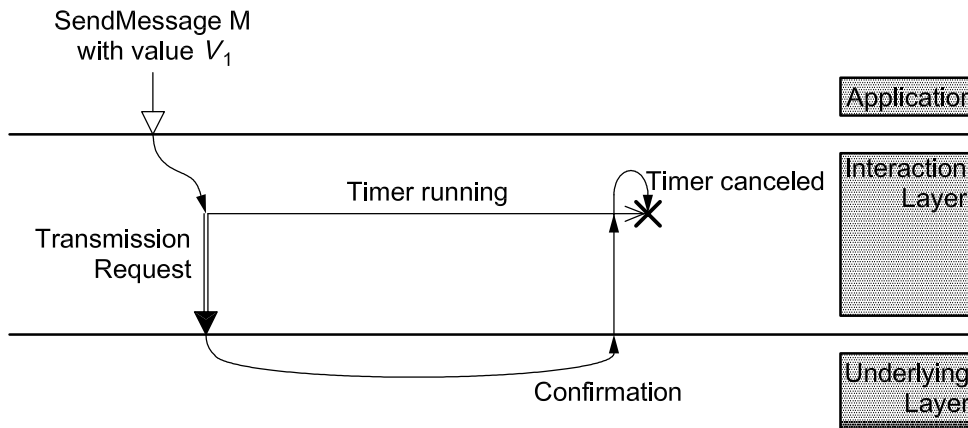 SendMessage M
with value V1
Application
Interaction
Layer
Timer running
Timer canceled
Transmission
Request
Confirmation
Underlying
Layer